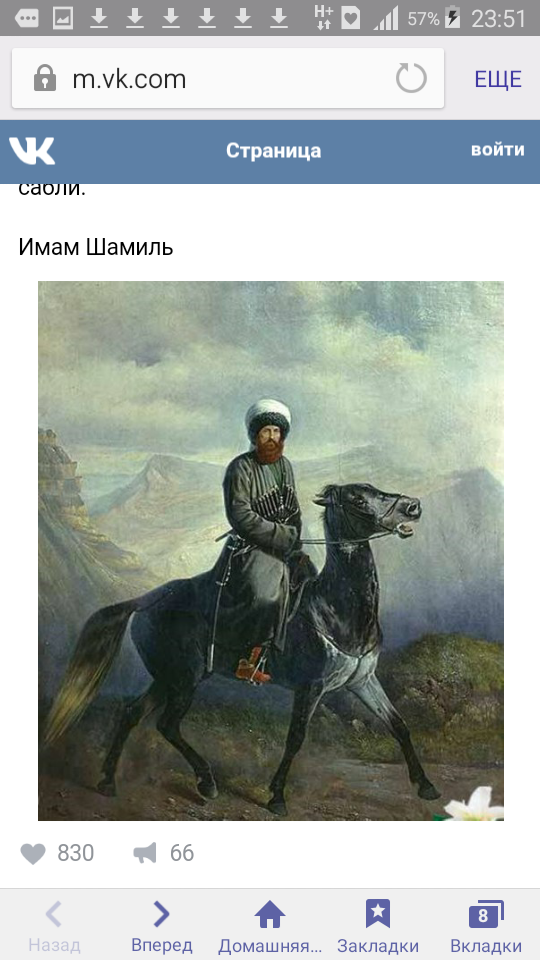 H+
57%
23:51
m.vk.com
ЕЩЕ
Страница
войти
сабли.
Имам Шамиль
830
66
Назад
Вперед
Домашняя...
Закладки
8
Вкладки